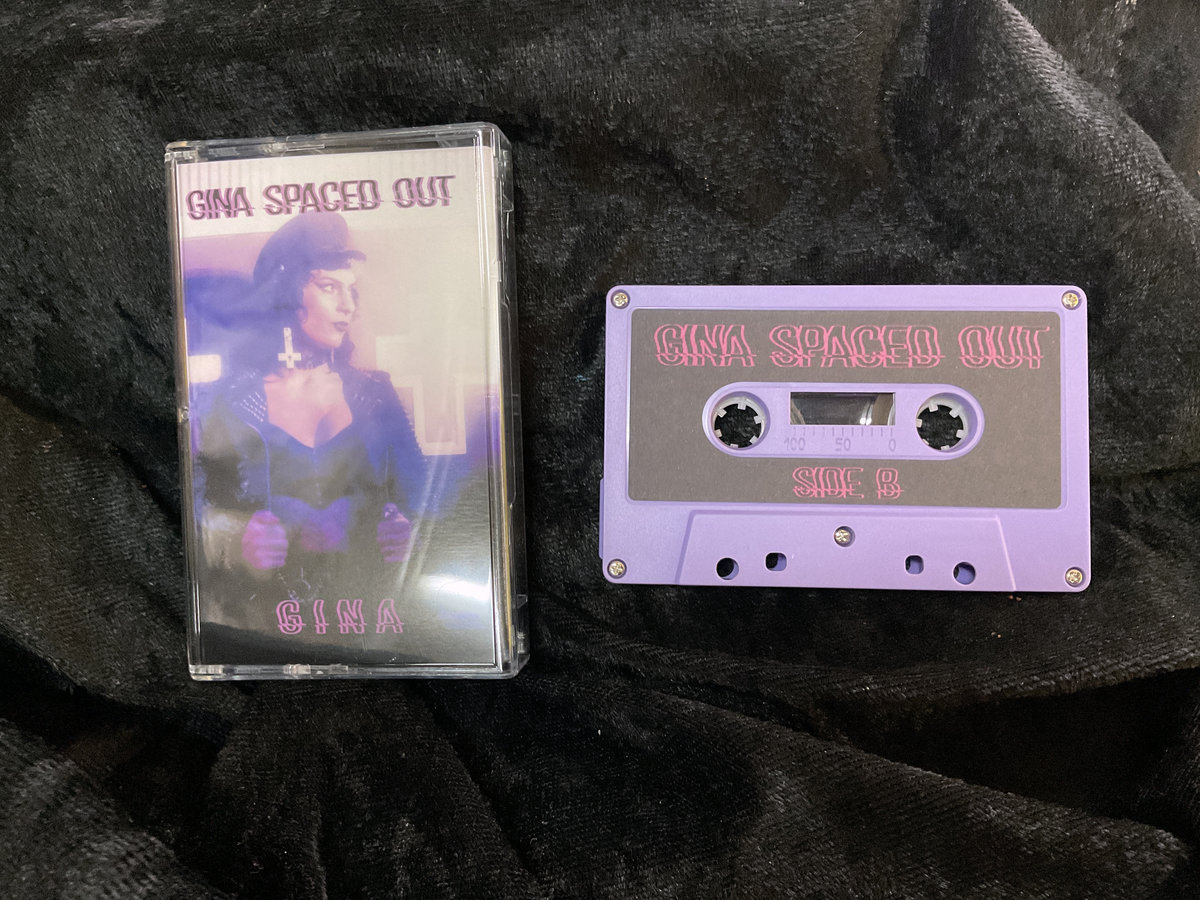 GINA SPACED OUT
GINA
GINA SPACED OUT
100 50 0
SIDE B